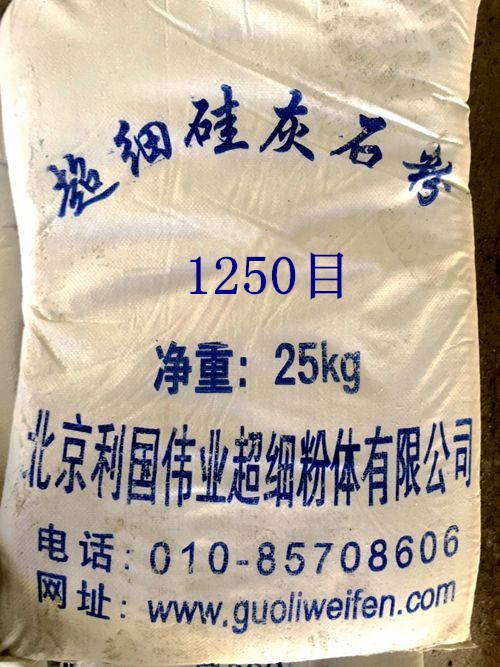 超细硅灰石粉
1250目
净重：25kg
北京利国伟业超细粉体有限公司
电话：010-85708606
网址：www.guoliweifen.com